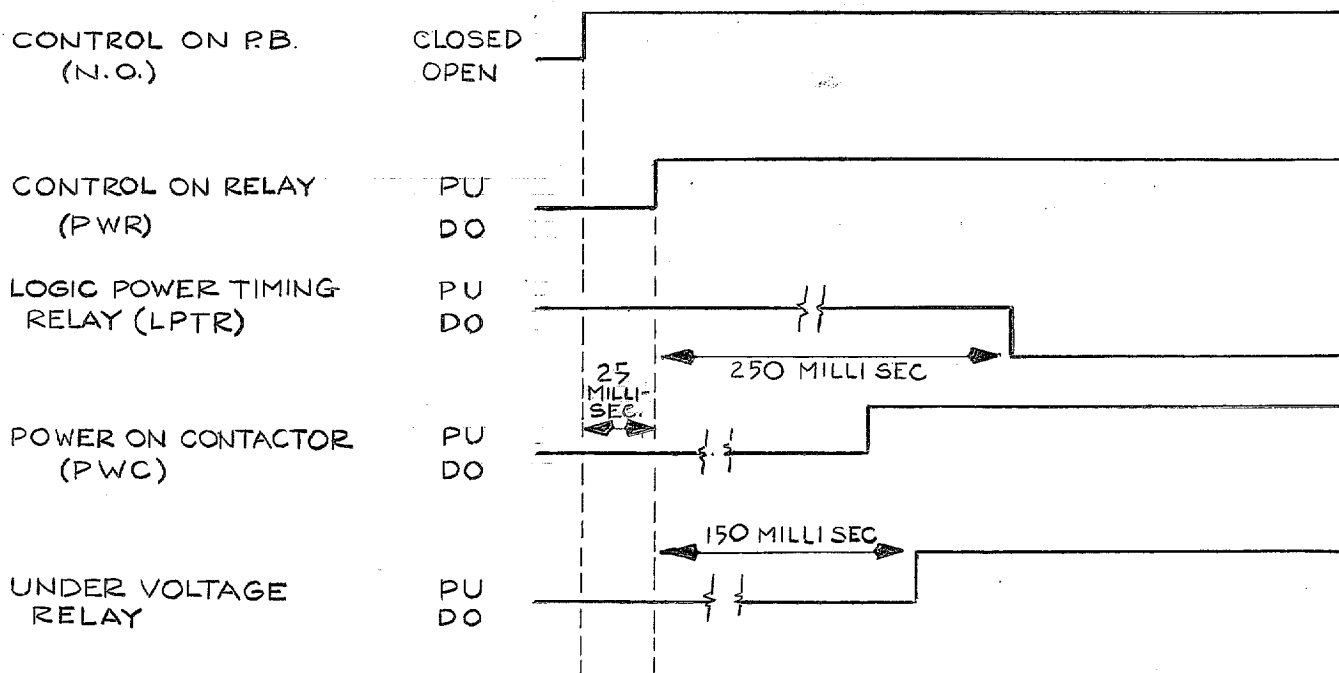 CONTROL ON P.B. CLOSED
(N.O.) OPEN
CONTROL ON RELAY PU
(PWR) DO
LOGIC POWER TIMING PU
RELAY (LPTR) DO
25
MILLI-
SEC.
250 MILLI SEC
POWER ON CONTACTOR PU
(PWC) DO
150 MILLI SEC
UNDER VOLTAGE PU
RELAY DO